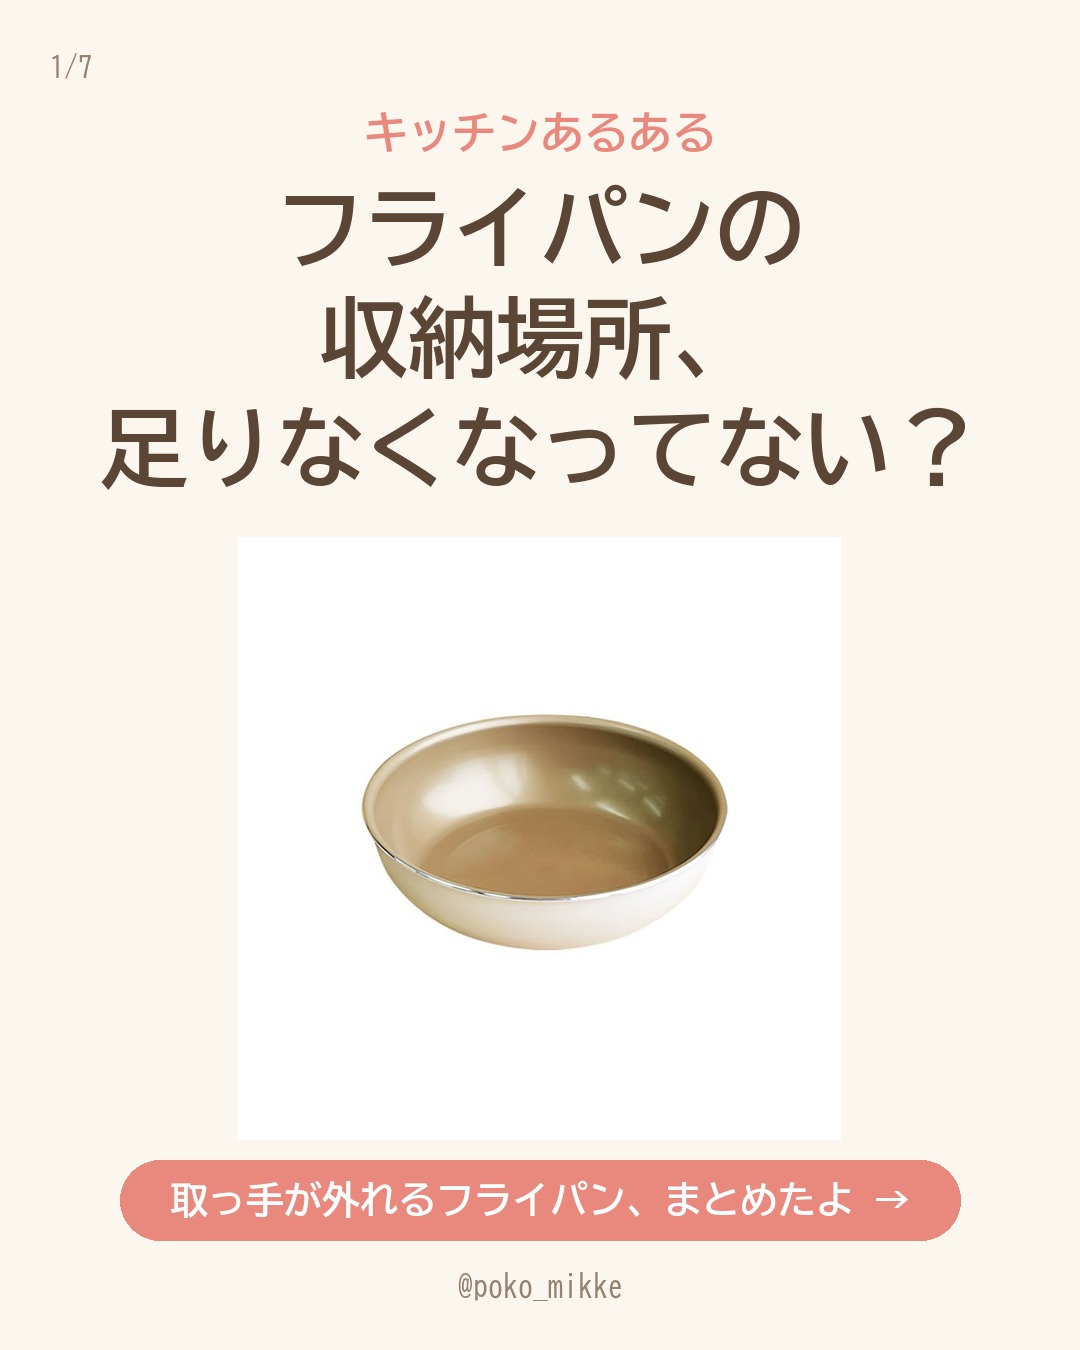 1/7
キッチンあるある
フライパンの
収納場所、
足りなくなってない？
取っ手が外れるフライパン、まとめたよ →
@poko_mikke